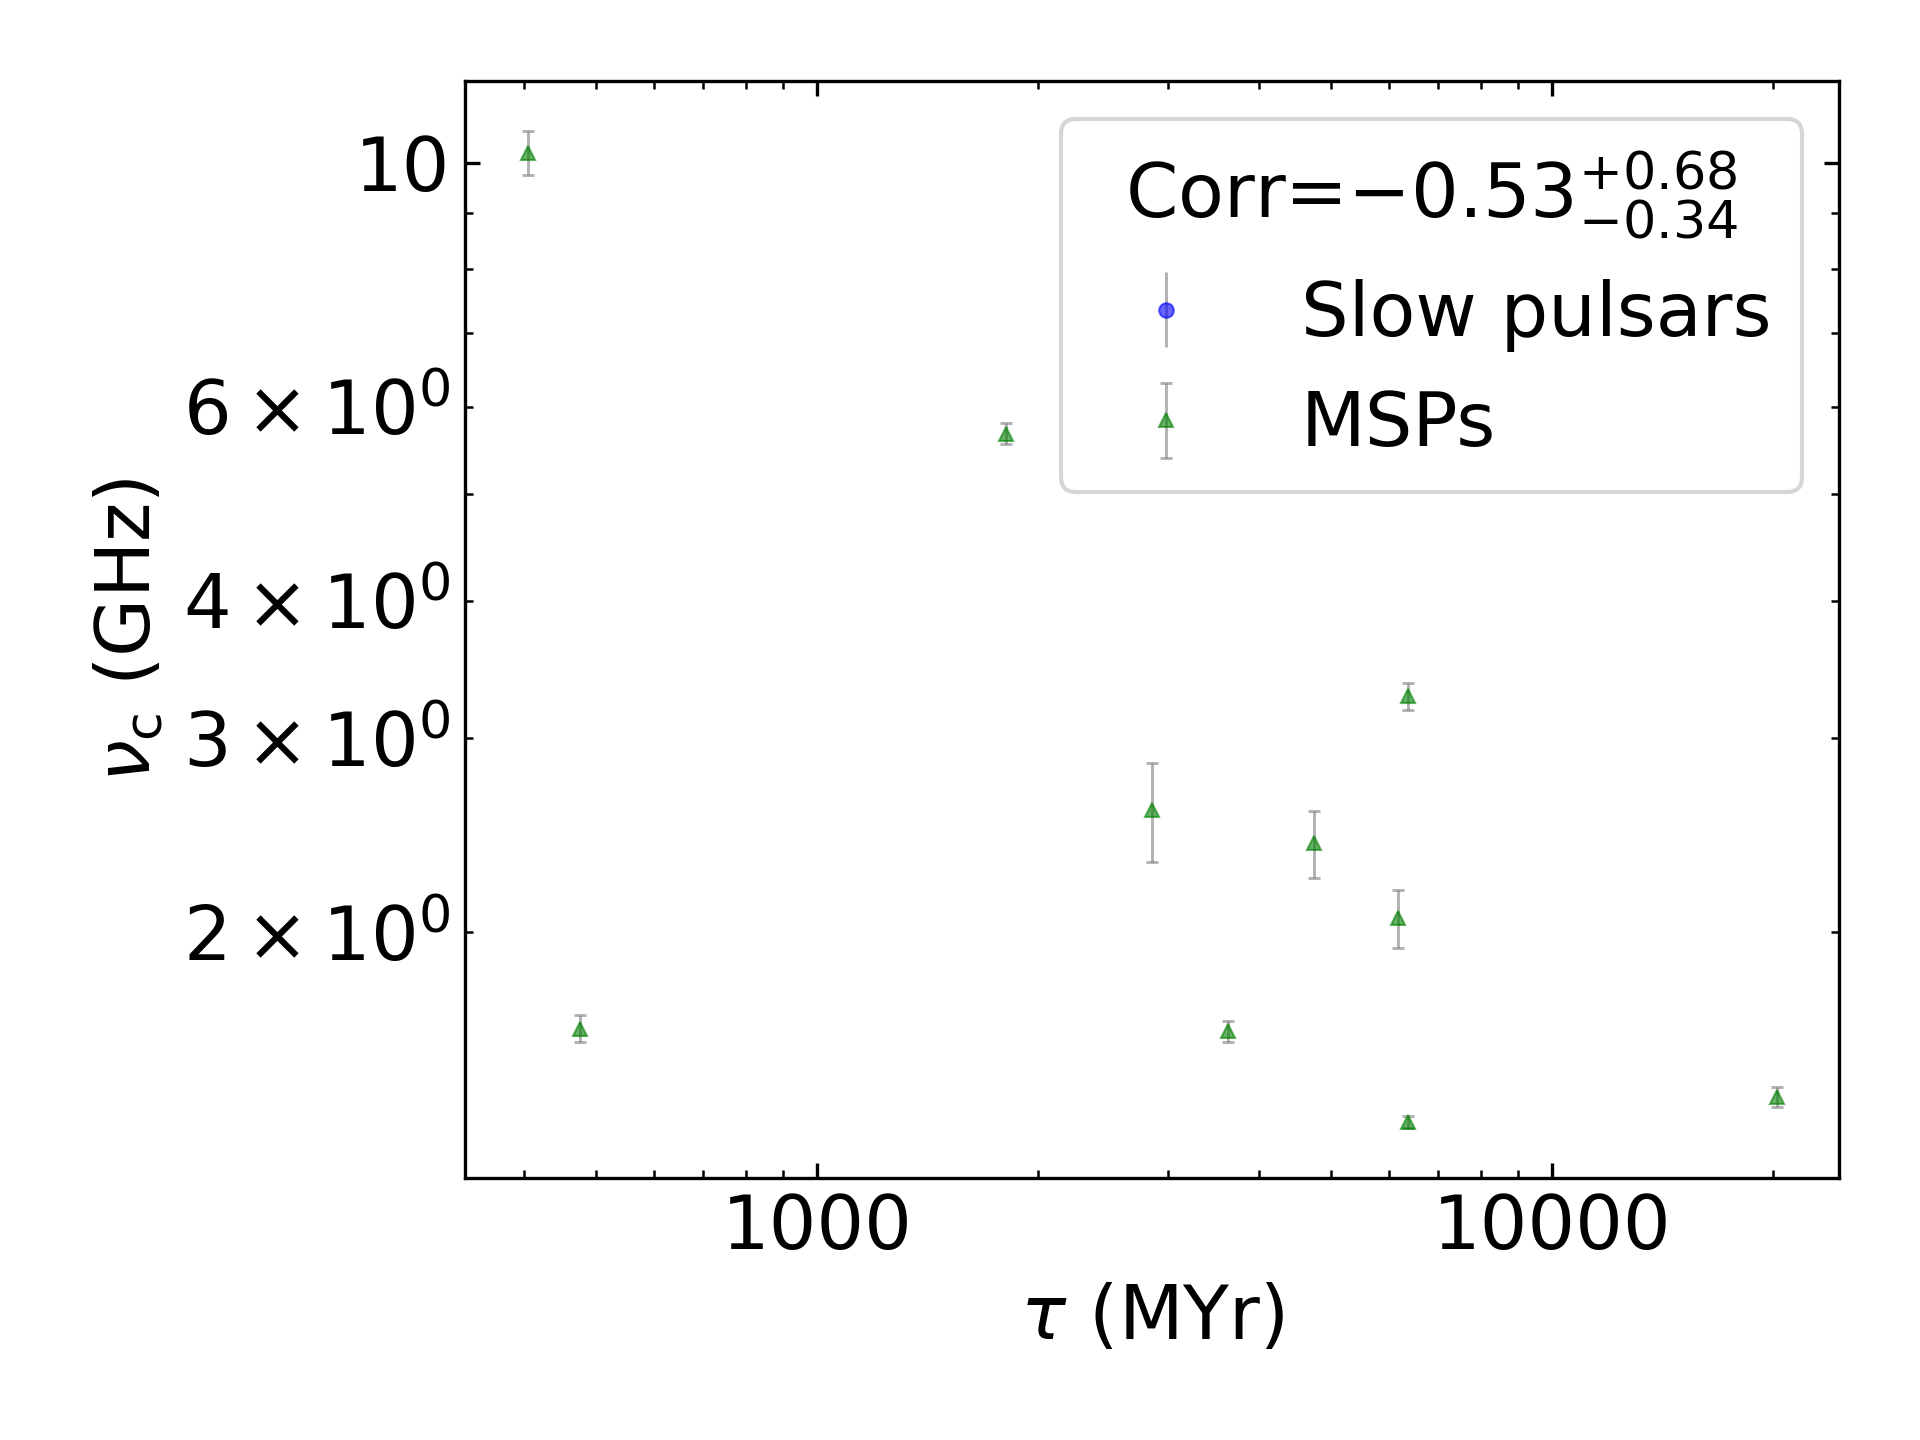 10
6 × 10⁰
4 × 10⁰
3 × 10⁰
2 × 10⁰
ν_c (GHz)
Corr=−0.53^{+0.68}_{−0.34}
Slow pulsars
MSPs
1000
10000
τ (MYr)